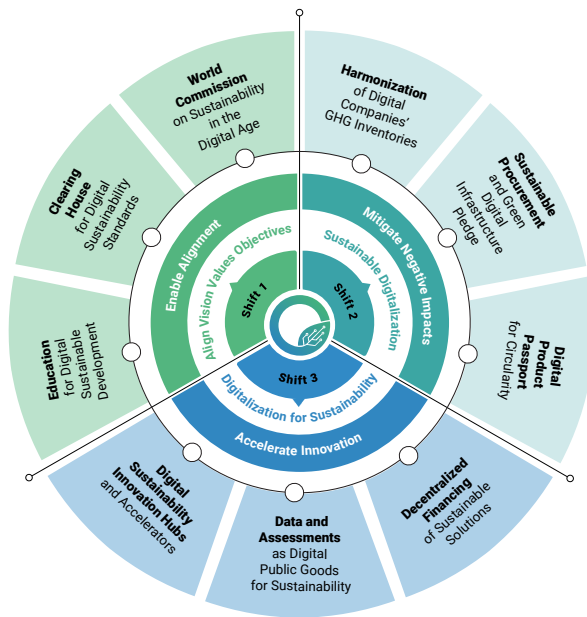 World
Commission
on Sustainability
in the
Digital Age
Harmonization
of Digital
Companies'
GHG Inventories
Clearing
House
for Digital
Sustainability
Standards
Sustainable
Procurement
and Green
Digital
Infrastructure
Pledge
Education
for Digital
Sustainable
Development
Digital
Product
Passport
for Circularity
Enable Alignment
Align Vision Values Objectives
Shift 1
Mitigate Negative Impacts
Sustainable Digitalization
Shift 2
Shift 3
Digitalization for Sustainability
Accelerate Innovation
Digital
Sustainability
Innovation Hubs
and Accelerators
Data and
Assessments
as Digital
Public Goods
for Sustainability
Decentralized
Financing
of Sustainable
Solutions